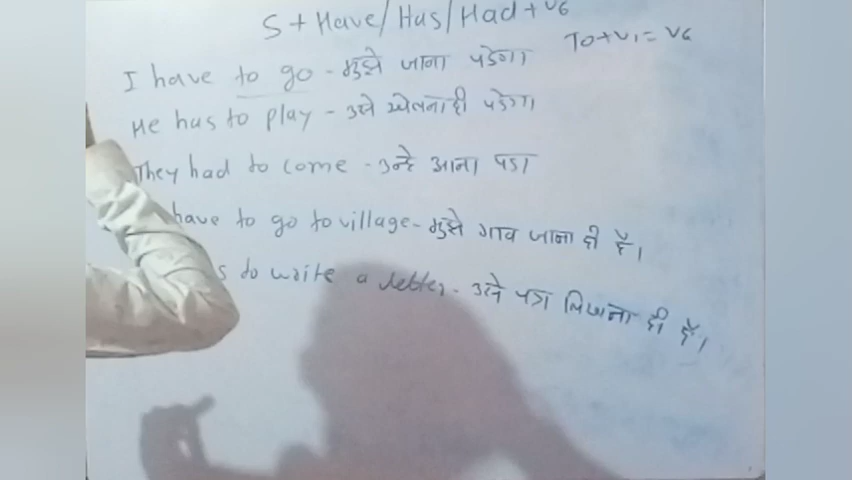 S + Have/Has/Had + V6
To+V1 = V6
I have to go - मुझे जाना पडेगा
He has to play - उसे खेलना ही पडेगा
They had to come - उन्हे आना पडा
have to go to village - मुझे गाव जाना ही है।
s to write a letter - उसे पत्र लिखना ही है।